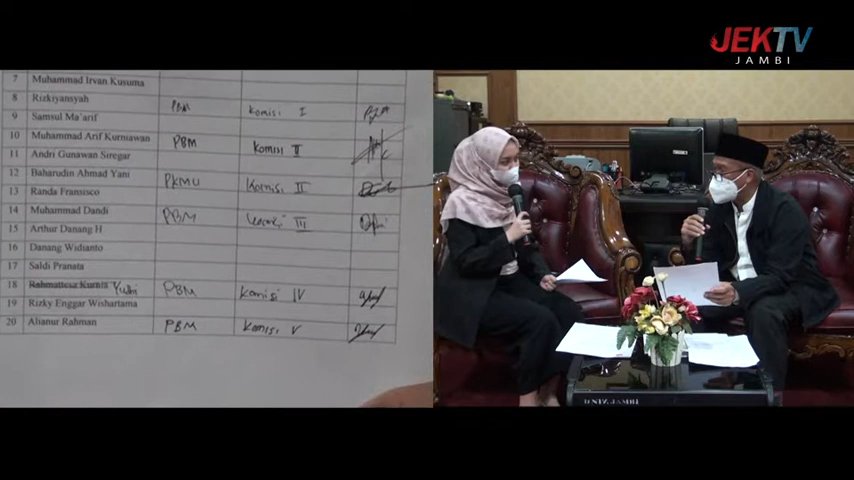 JEKTV
JAMBI
7 Muhammad Irvan Kusuma
8 Rizkiyansyah PBM Komisi I
9 Samsul Ma'arif
10 Muhammad Arif Kurniawan PBM Komisi II
11 Andri Gunawan Siregar
12 Baharudin Ahmad Yani PKMU Komisi II
13 Randa Fransisco
14 Muhammad Dandi PBM Komisi III
15 Arthur Danang H
16 Danang Widianto
17 Saldi Pranata
18 Yudhi PBM Komisi IV
19 Rizky Enggar Wishartama
20 Alianur Rahman PBM Komisi V